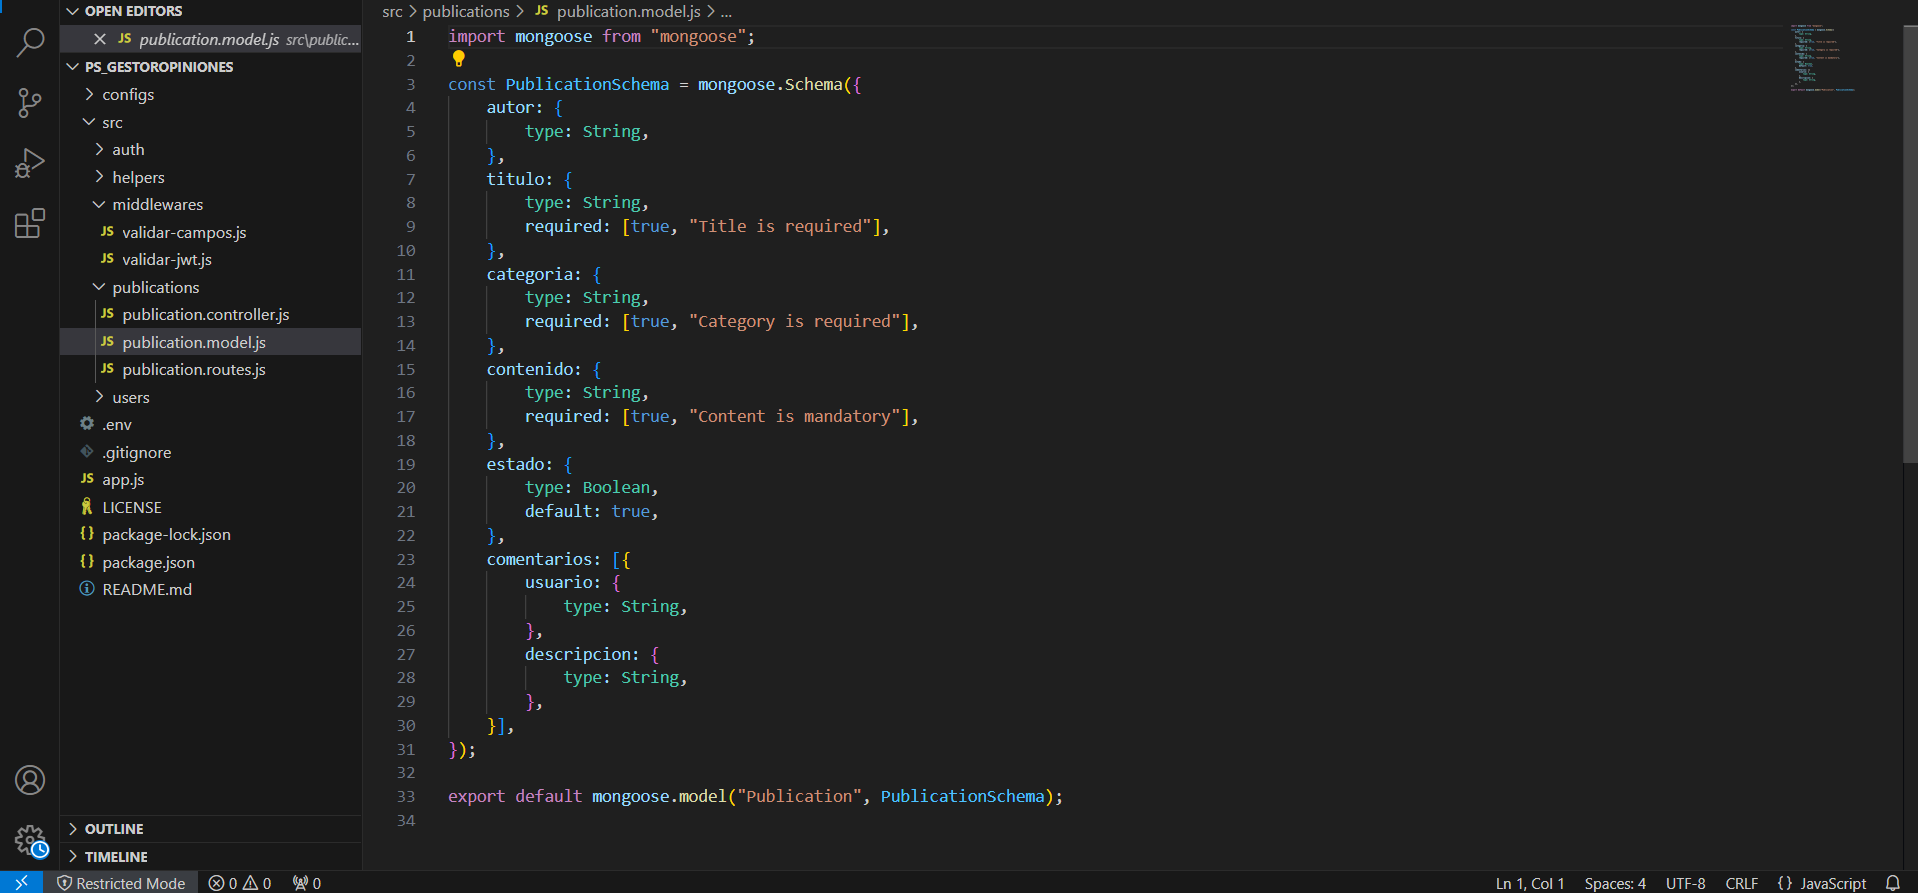 OPEN EDITORS
JS publication.model.js src\public...
PS_GESTOROPINIONES
configs
src
auth
helpers
middlewares
JS validar-campos.js
JS validar-jwt.js
publications
JS publication.controller.js
JS publication.model.js
JS publication.routes.js
users
.env
.gitignore
JS app.js
LICENSE
{} package-lock.json
{} package.json
README.md
OUTLINE
TIMELINE
src > publications > JS publication.model.js > ...
1 import mongoose from "mongoose";
2
3 const PublicationSchema = mongoose.Schema({
4 autor: {
5 type: String,
6 },
7 titulo: {
8 type: String,
9 required: [true, "Title is required"],
10 },
11 categoria: {
12 type: String,
13 required: [true, "Category is required"],
14 },
15 contenido: {
16 type: String,
17 required: [true, "Content is mandatory"],
18 },
19 estado: {
20 type: Boolean,
21 default: true,
22 },
23 comentarios: [{
24 usuario: {
25 type: String,
26 },
27 descripcion: {
28 type: String,
29 },
30 }],
31 });
32
33 export default mongoose.model("Publication", PublicationSchema);
34
Restricted Mode 0 0 0 Ln 1, Col 1 Spaces: 4 UTF-8 CRLF {} JavaScript